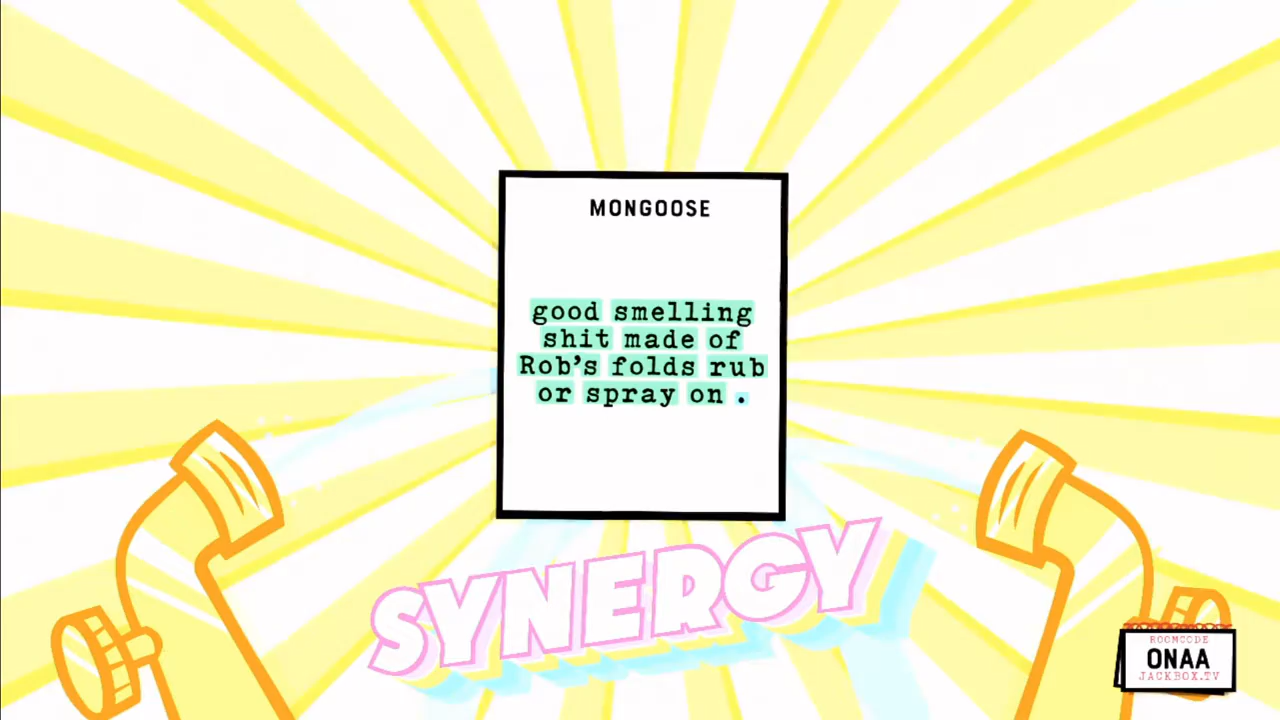 MONGOOSE
good smelling
shit made of
Rob's folds rub
or spray on .
SYNERGY
ROOMCODE
ONAA
JACKBOX.TV